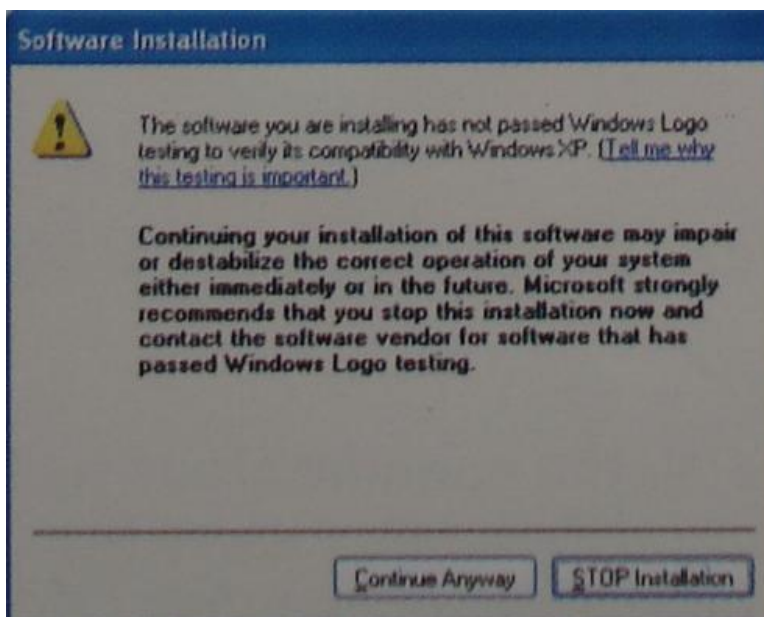 Software Installation
The software you are installing has not passed Windows Logo
testing to verify its compatibility with Windows XP. (Tell me why
this testing is important.)
Continuing your installation of this software may impair
or destabilize the correct operation of your system
either immediately or in the future. Microsoft strongly
recommends that you stop this installation now and
contact the software vendor for software that has
passed Windows Logo testing.
Continue Anyway STOP Installation